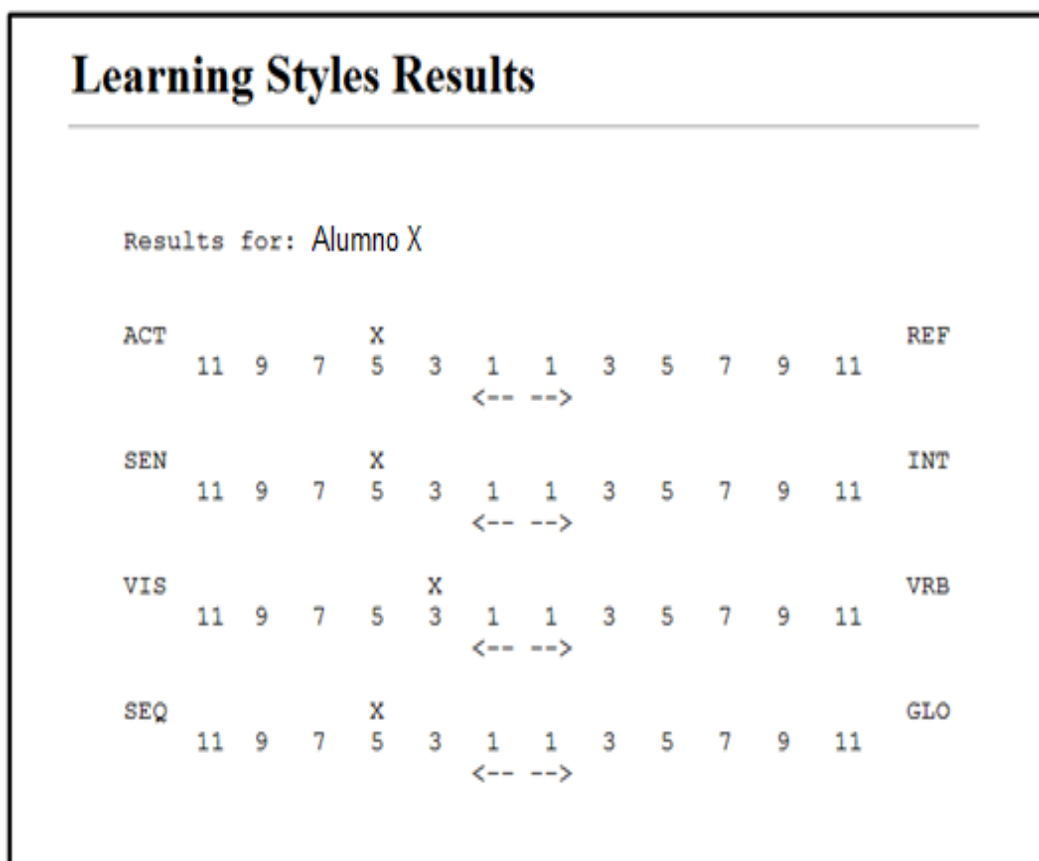 Learning Styles Results
Results for: Alumno X
ACT X REF
11 9 7 5 3 1 1 3 5 7 9 11
<-- -->
SEN X INT
11 9 7 5 3 1 1 3 5 7 9 11
<-- -->
VIS X VRB
11 9 7 5 3 1 1 3 5 7 9 11
<-- -->
SEQ X GLO
11 9 7 5 3 1 1 3 5 7 9 11
<-- -->